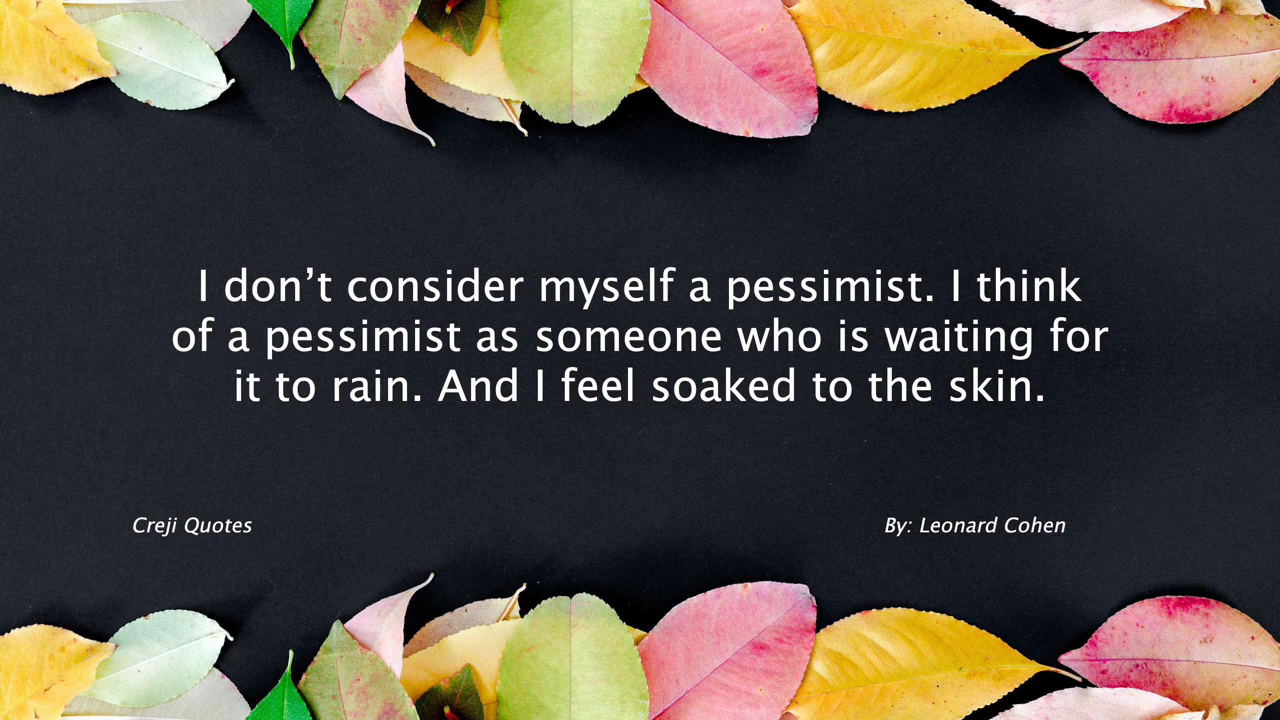 I don’t consider myself a pessimist. I think
of a pessimist as someone who is waiting for
it to rain. And I feel soaked to the skin.
Creji Quotes
By: Leonard Cohen